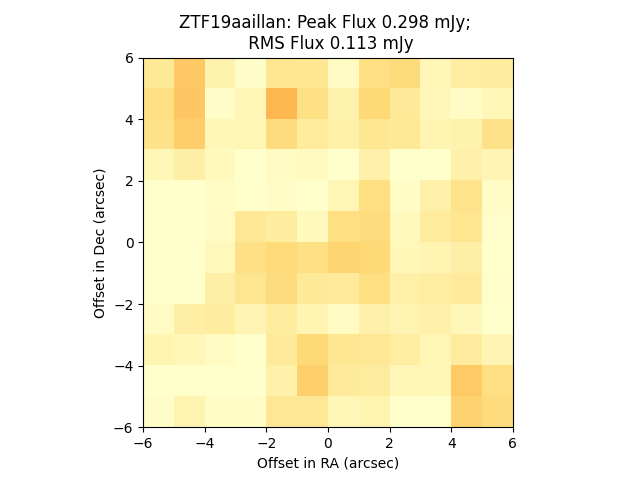 ZTF19aaillan: Peak Flux 0.298 mJy;
RMS Flux 0.113 mJy
6
4
2
0
−2
−4
−6
Offset in Dec (arcsec)
−6 −4 −2 0 2 4 6
Offset in RA (arcsec)